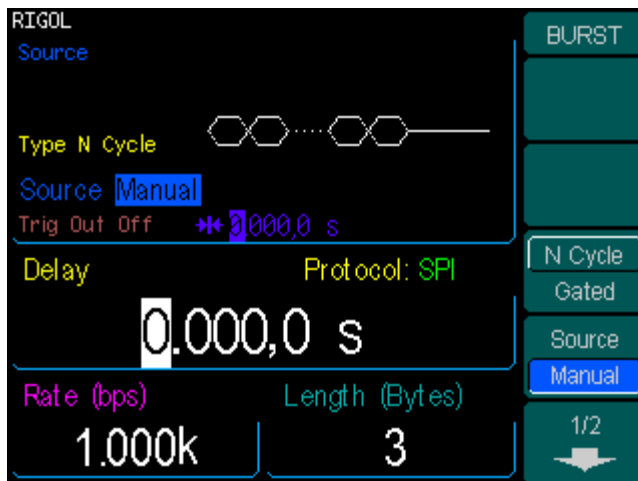 RIGOL
Source
Type N Cycle
Source Manual
Trig Out Off 0.000,0 s
Delay Protocol: SPI
0.000,0 s
Rate (bps) Length (Bytes)
1.000k 3
BURST
N Cycle
Gated
Source
Manual
1/2